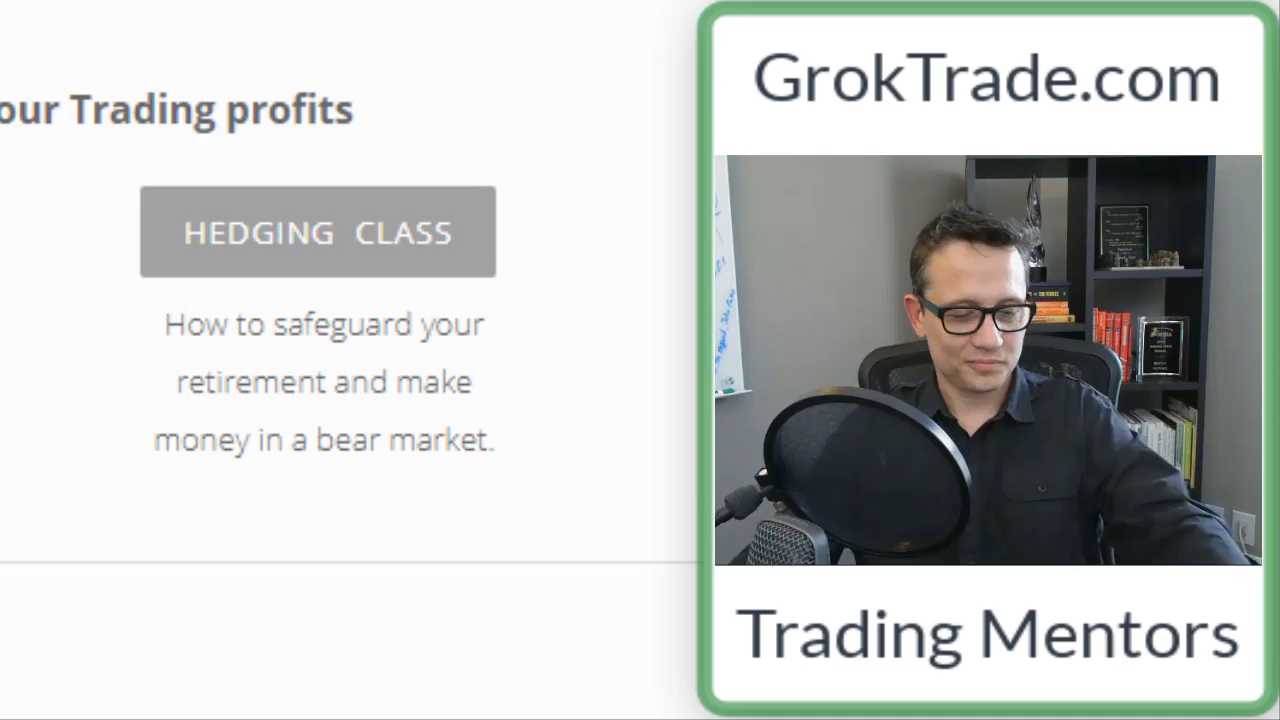 our Trading profits
HEDGING CLASS
How to safeguard your
retirement and make
money in a bear market.
GrokTrade.com
Trading Mentors